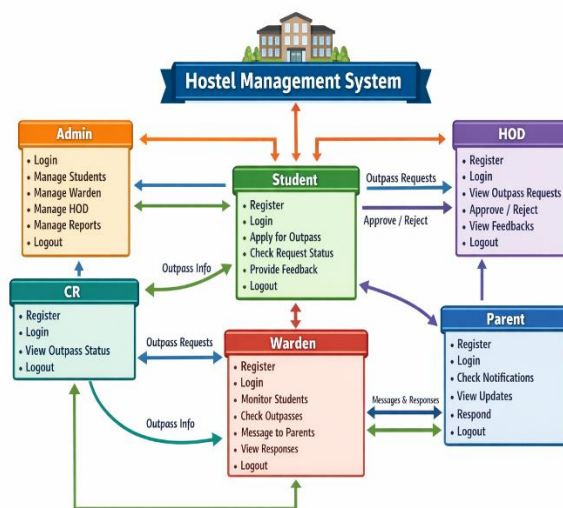 Hostel Management System
Admin
• Login
• Manage Students
• Manage Warden
• Manage HOD
• Manage Reports
• Logout
HOD
• Register
• Login
• View Outpass Requests
• Approve / Reject
• View Feedbacks
• Logout
Student
• Register
• Login
• Apply for Outpass
• Check Request Status
• Provide Feedback
• Logout
Outpass Requests
Approve / Reject
Outpass Info
CR
• Register
• Login
• View Outpass Status
• Logout
Outpass Requests
Outpass Info
Warden
• Register
• Login
• Monitor Students
• Check Outpasses
• Message to Parents
• View Responses
• Logout
Messages & Responses
Parent
• Register
• Login
• Check Notifications
• View Updates
• Respond
• Logout